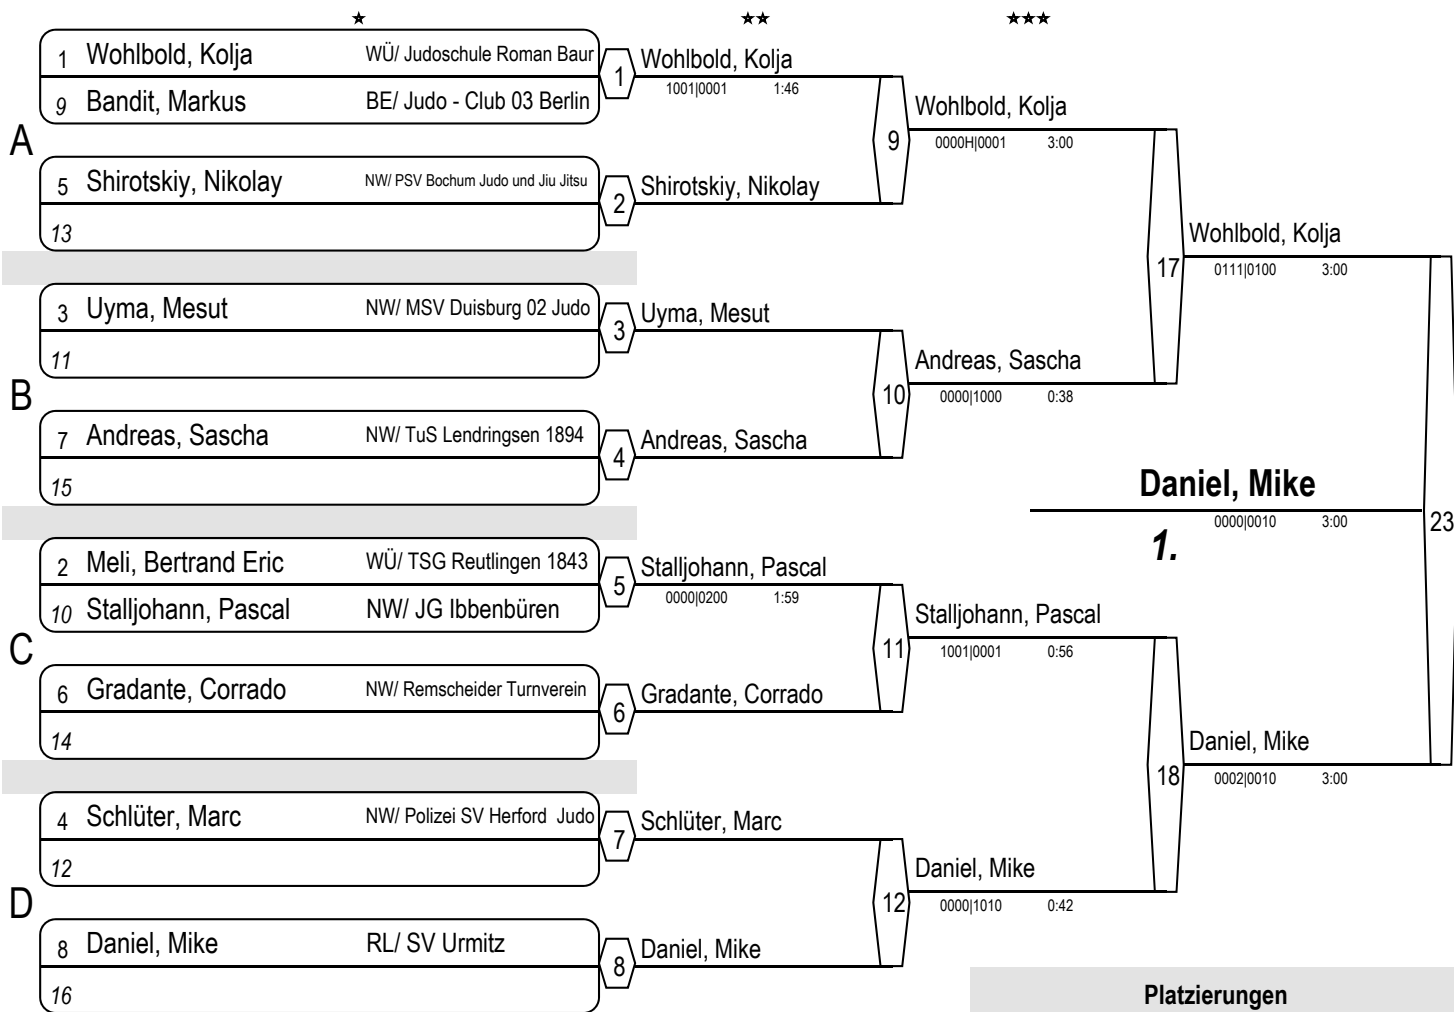 ★ ★★ ★★★
1 Wohlbold, Kolja WÜ/ Judoschule Roman Baur
9 Bandit, Markus BE/ Judo - Club 03 Berlin
1 Wohlbold, Kolja
1001|0001 1:46
A
5 Shirotskiy, Nikolay NW/ PSV Bochum Judo und Jiu Jitsu
13
2 Shirotskiy, Nikolay
9 Wohlbold, Kolja
0000H|0001 3:00
3 Uyma, Mesut NW/ MSV Duisburg 02 Judo
11
3 Uyma, Mesut
B
7 Andreas, Sascha NW/ TuS Lendringsen 1894
15
4 Andreas, Sascha
10 Andreas, Sascha
0000|1000 0:38
17 Wohlbold, Kolja
0111|0100 3:00
2 Meli, Bertrand Eric WÜ/ TSG Reutlingen 1843
10 Stalljohann, Pascal NW/ JG Ibbenbüren
5 Stalljohann, Pascal
0000|0200 1:59
C
6 Gradante, Corrado NW/ Remscheider Turnverein
14
6 Gradante, Corrado
11 Stalljohann, Pascal
1001|0001 0:56
4 Schlüter, Marc NW/ Polizei SV Herford Judo
12
7 Schlüter, Marc
D
8 Daniel, Mike RL/ SV Urmitz
16
8 Daniel, Mike
12 Daniel, Mike
0000|1010 0:42
18 Daniel, Mike
0002|0010 3:00
Daniel, Mike
23
0000|0010 3:00
1.
Platzierungen